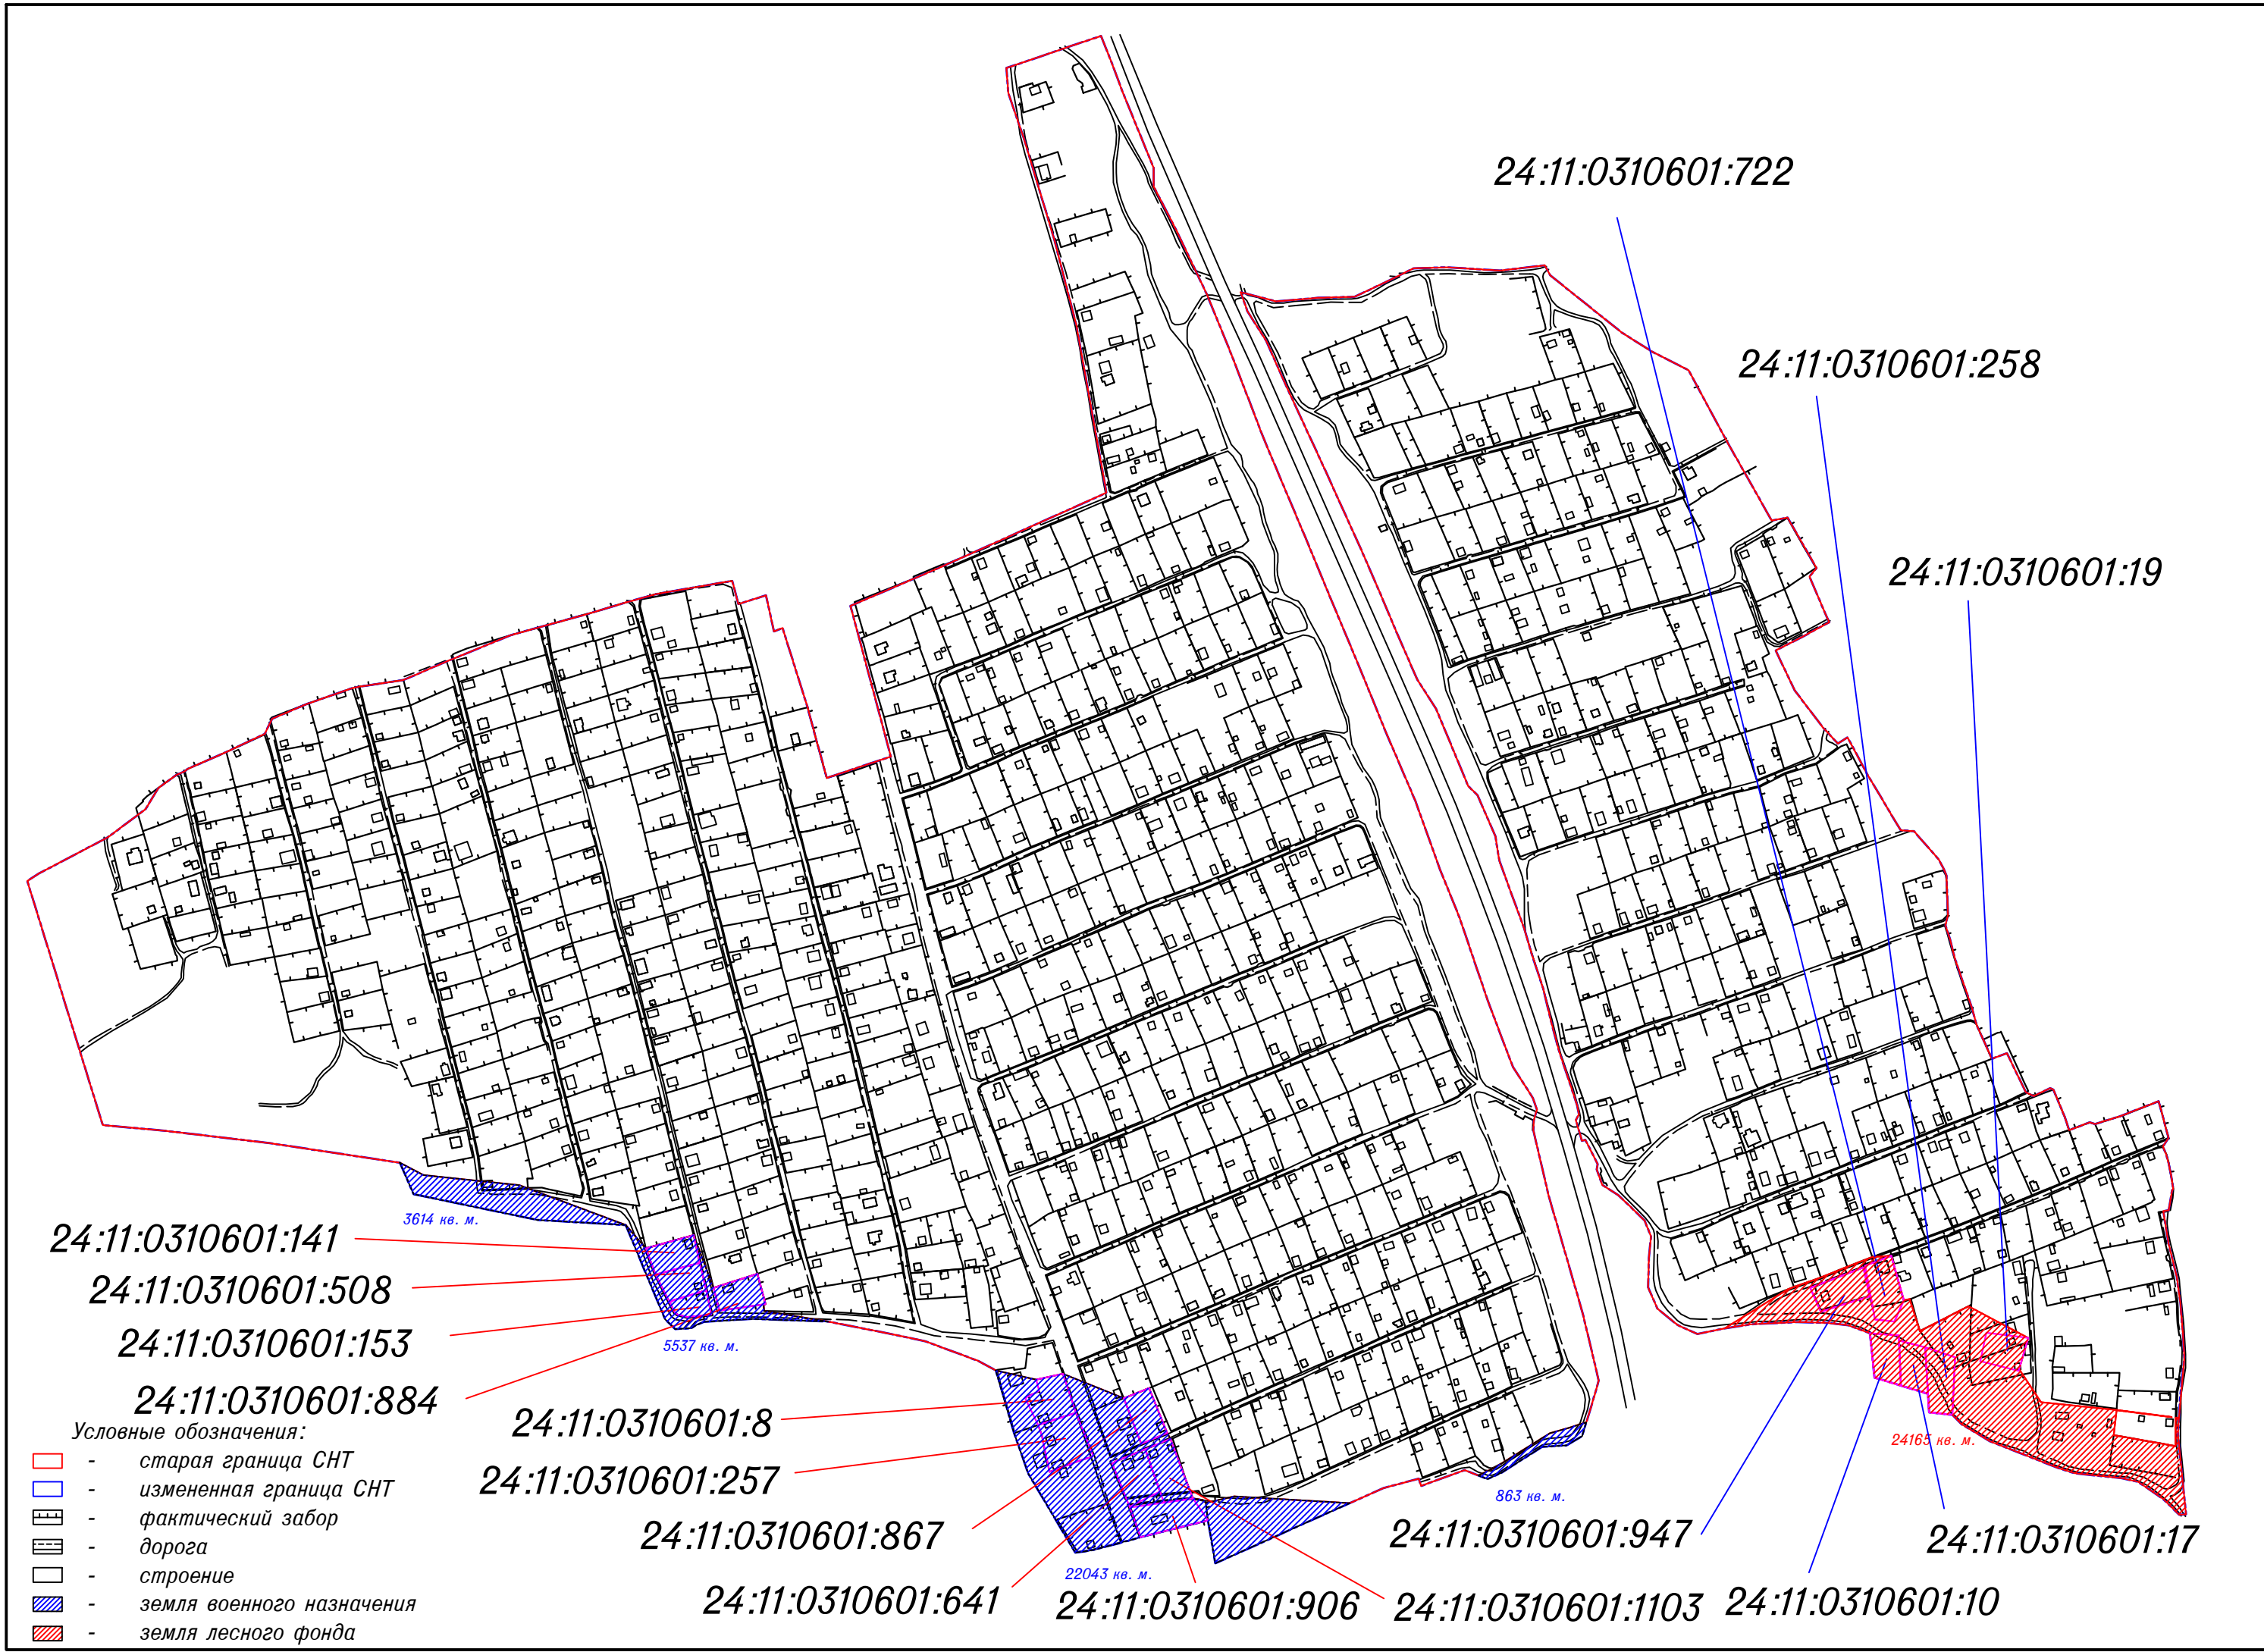 24:11:0310601:722
24:11:0310601:258
24:11:0310601:19
3614 кв. м.
24:11:0310601:141
24:11:0310601:508
24:11:0310601:153
5537 кв. м.
24:11:0310601:884
24:11:0310601:8
24:11:0310601:257
24165 кв. м.
863 кв. м.
24:11:0310601:867
24:11:0310601:947
24:11:0310601:17
22043 кв. м.
24:11:0310601:641
24:11:0310601:906
24:11:0310601:1103
24:11:0310601:10
Условные обозначения:
- старая граница СНТ
- измененная граница СНТ
- фактический забор
- дорога
- строение
- земля военного назначения
- земля лесного фонда